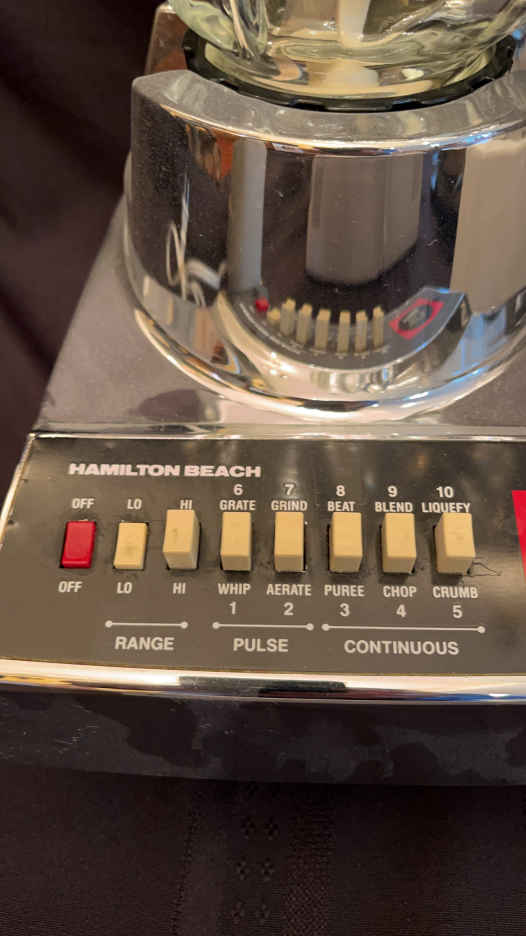 HAMILTON BEACH
6 7 8 9 10
OFF LO HI GRATE GRIND BEAT BLEND LIQUEFY
OFF LO HI WHIP AERATE PUREE CHOP CRUMB
1 2 3 4 5
RANGE PULSE CONTINUOUS